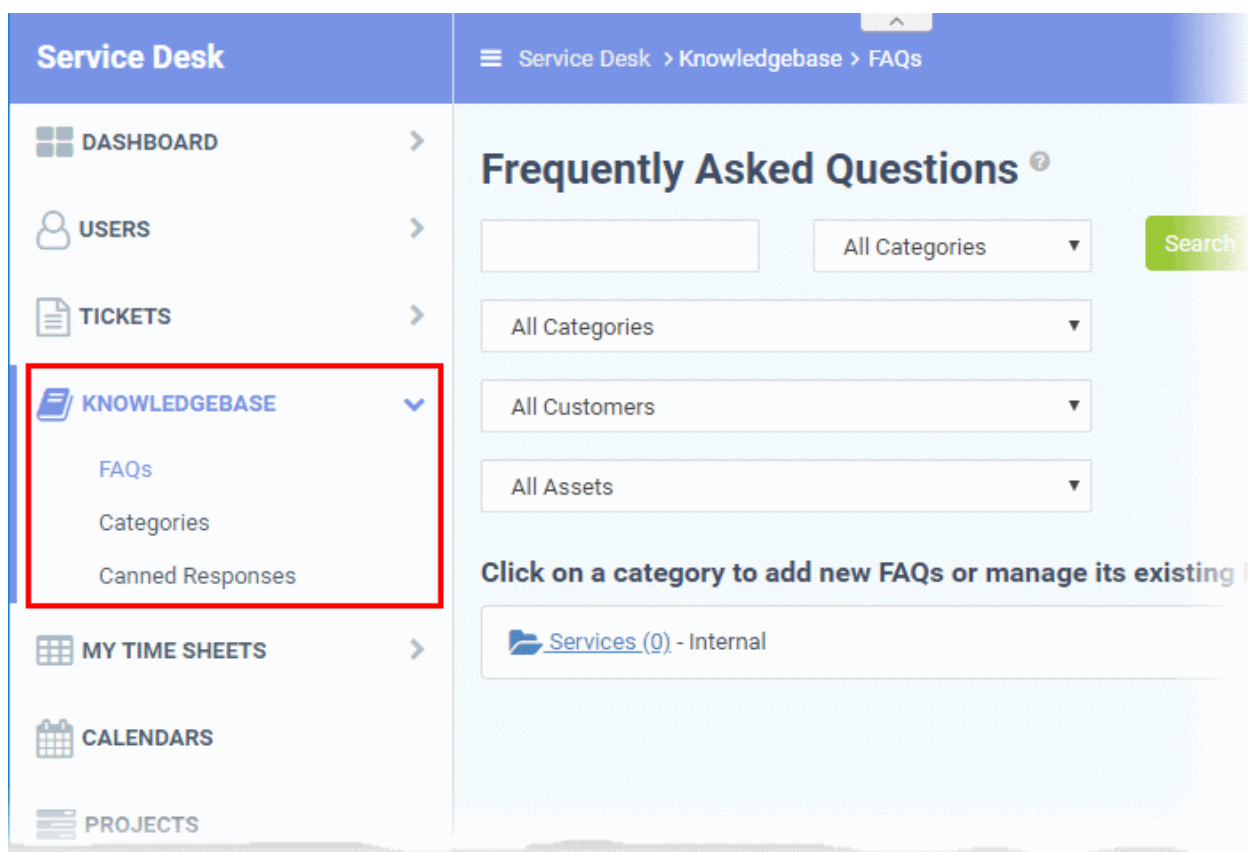 Service Desk
Service Desk > Knowledgebase > FAQs
DASHBOARD
USERS
TICKETS
KNOWLEDGEBASE
FAQs
Categories
Canned Responses
MY TIME SHEETS
CALENDARS
PROJECTS
Frequently Asked Questions
All Categories
Search
All Categories
All Customers
All Assets
Click on a category to add new FAQs or manage its existing
Services (0) - Internal